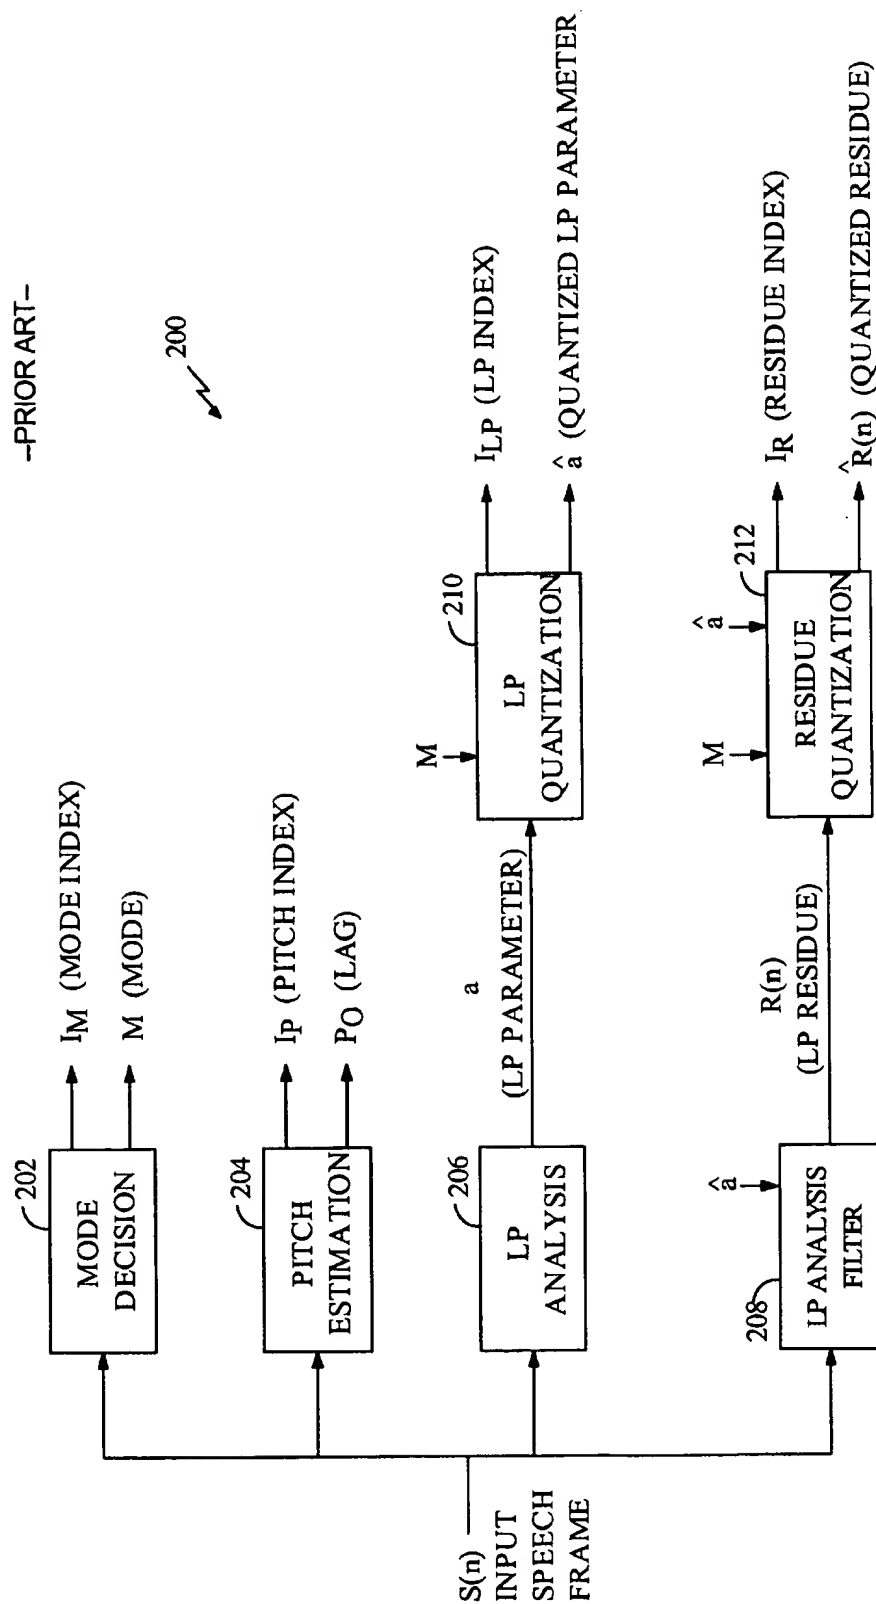 –PRIOR ART–
200
S(n)
INPUT
SPEECH
FRAME
202
MODE
DECISION
I_M (MODE INDEX)
M (MODE)
204
PITCH
ESTIMATION
I_P (PITCH INDEX)
P_O (LAG)
206
LP
ANALYSIS
a
(LP PARAMETER)
M
210
LP
QUANTIZATION
I_LP (LP INDEX)
â (QUANTIZED LP PARAMETER
208
â
LP ANALYSIS
FILTER
R(n)
(LP RESIDUE)
M
â
212
RESIDUE
QUANTIZATION
I_R (RESIDUE INDEX)
R̂(n) (QUANTIZED RESIDUE)